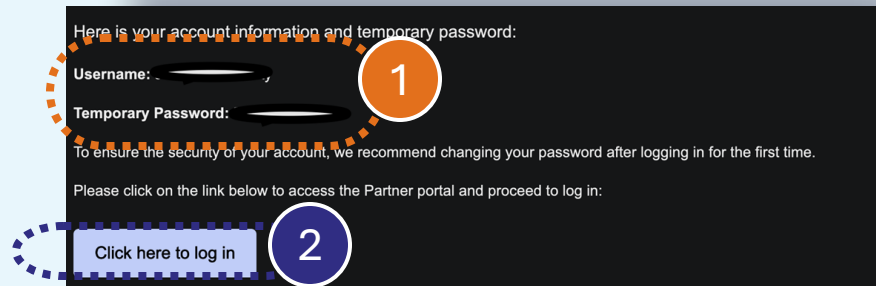 Here is your account information and temporary password:
Username:
1
Temporary Password:
To ensure the security of your account, we recommend changing your password after logging in for the first time.
Please click on the link below to access the Partner portal and proceed to log in:
Click here to log in
2